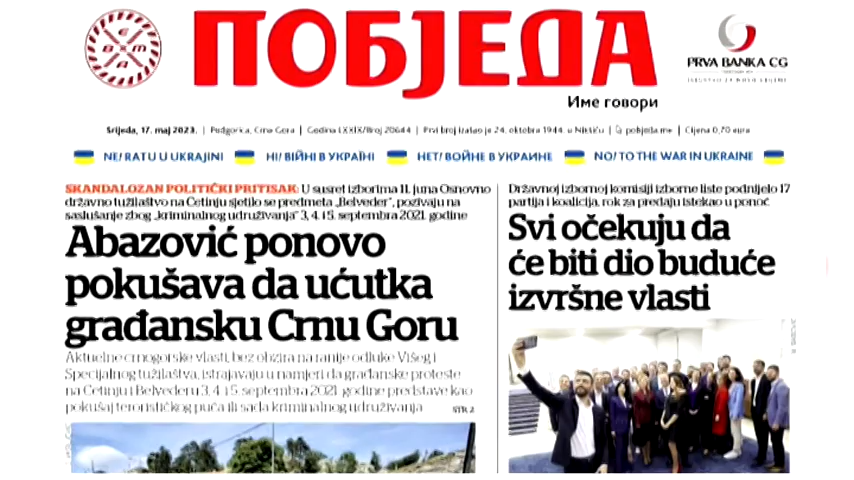 ПОБЈЕДА
Име говори
PRVA BANKA CG
Srijeda, 17. maj 2023. | Podgorica, Crna Gora | Godina LXXIX/Broj 20644 | Prvi broj izašao je 24. oktobra 1944. u Nikšiću | pobjeda.me | Cijena 0,70 eura
NE! RATU U UKRAJINI НІ! ВІЙНІ В УКРАЇНІ НЕТ! ВОЙНЕ В УКРАИНЕ NO! TO THE WAR IN UKRAINE
SKANDALOZAN POLITIČKI PRITISAK: U susret izborima 11. juna Osnovno
državno tužilaštvo na Cetinju sjetilo se predmeta „Belveder“, pozivaju na
saslušanje zbog „kriminalnog udruživanja“ 3, 4. i 5. septembra 2021. godine
Abazović ponovo
pokušava da ućutka
građansku Crnu Goru
Aktuelne crnogorske vlasti, bez obzira na ranije odluke Višeg i
Specijalnog tužilaštva, istrajavaju u namjeri da građanske proteste
na Cetinju i Belvederu 3, 4. i 5. septembra 2021. godine predstave kao
pokušaj terorističkog puča ili sada kriminalnog udruživanja STR. 2
Državnoj izbornoj komisiji izborne liste podnijelo 17
partija i koalicija, rok za predaju istekao u ponoć
Svi očekuju da
će biti dio buduće
izvršne vlasti